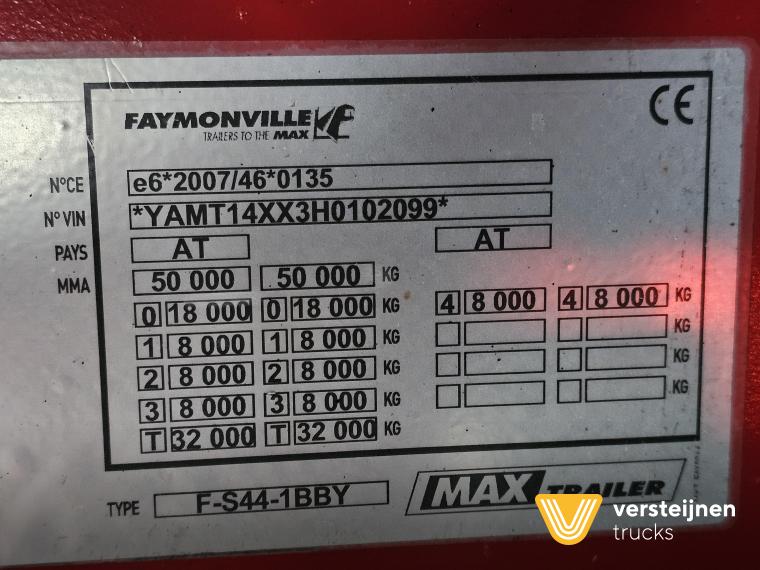 FAYMONVILLE
TRAILERS TO THE MAX
CE
N°CE e6*2007/46*0135
N° VIN *YAMT14XX3H0102099*
PAYS AT AT
MMA 50 000 50 000 KG
0 18 000 0 18 000 KG 4 8 000 4 8 000 KG
1 8 000 1 8 000 KG KG
2 8 000 2 8 000 KG KG
3 8 000 3 8 000 KG KG
T 32 000 T 32 000 KG
TYPE F-S44-1BBY
MAX TRAILER
versteijnen
trucks